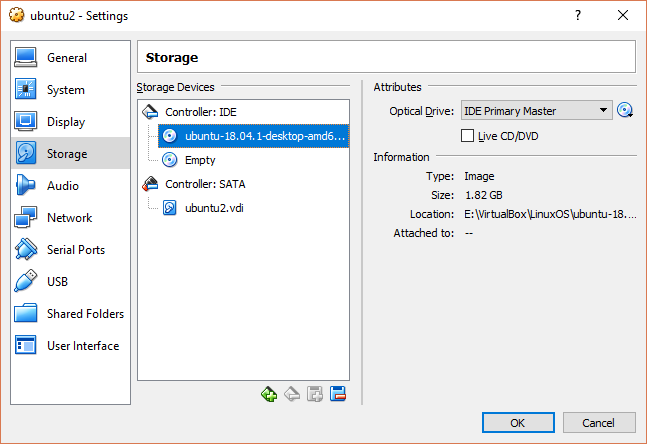 ubuntu2 - Settings
?
General
System
Display
Storage
Audio
Network
Serial Ports
USB
Shared Folders
User Interface
Storage
Storage Devices
Controller: IDE
ubuntu-18.04.1-desktop-amd6...
Empty
Controller: SATA
ubuntu2.vdi
Attributes
Optical Drive: IDE Primary Master
Live CD/DVD
Information
Type: Image
Size: 1.82 GB
Location: E:\VirtualBox\LinuxOS\ubuntu-18....
Attached to: --
OK Cancel